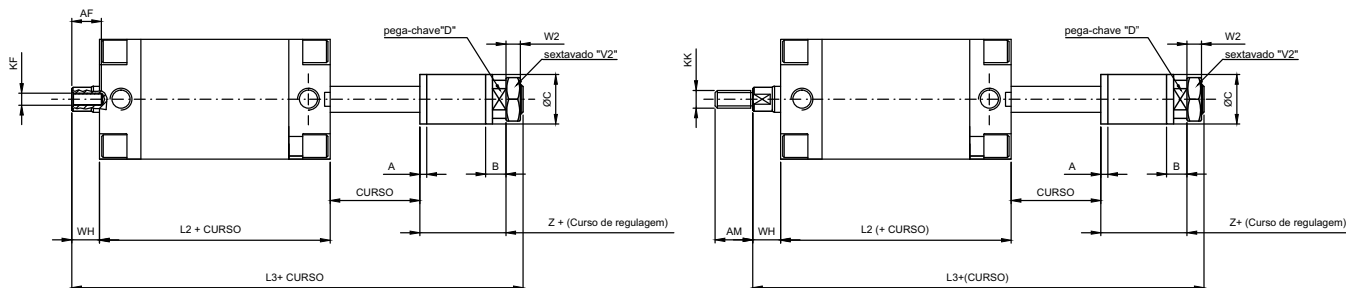 AF
KF
pega-chave"D"
W2
sextavado "V2"
ØC
A
B
CURSO
Z + (Curso de regulagem)
WH
L2 + CURSO
L3+ CURSO
KK
pega-chave "D"
W2
sextavado "V2"
ØC
A
B
CURSO
Z+ (Curso de regulagem)
AM
WH
L2 (+ CURSO)
L3+(CURSO)